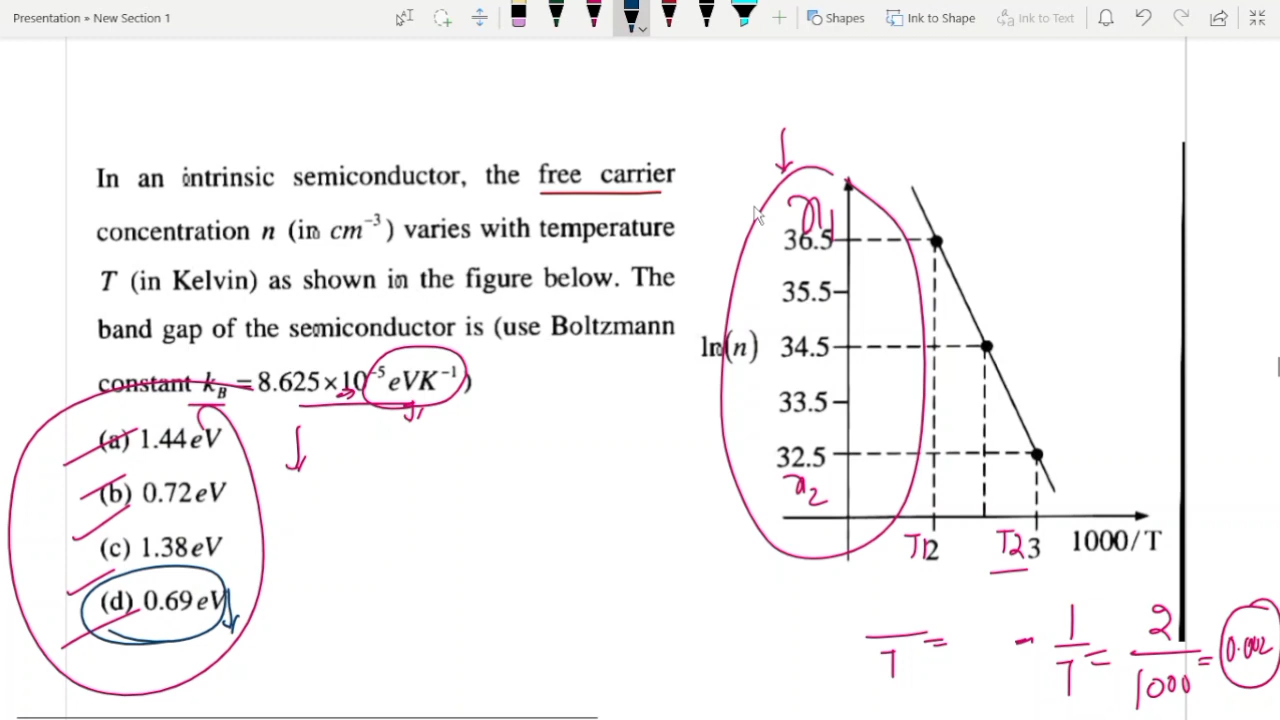 Presentation » New Section 1
Shapes
Ink to Shape
Ink to Text
In an intrinsic semiconductor, the free carrier
concentration n (in cm⁻³) varies with temperature
T (in Kelvin) as shown in the figure below. The
band gap of the semiconductor is (use Boltzmann
constant k_B = 8.625×10⁻⁵ eVK⁻¹)
(a) 1.44 eV
(b) 0.72 eV
(c) 1.38 eV
(d) 0.69 eV
n1
36.5
35.5
ln(n) 34.5
33.5
32.5
n2
T1 2
T2 3
1000/T
1/T = 2/1000 = 0.002